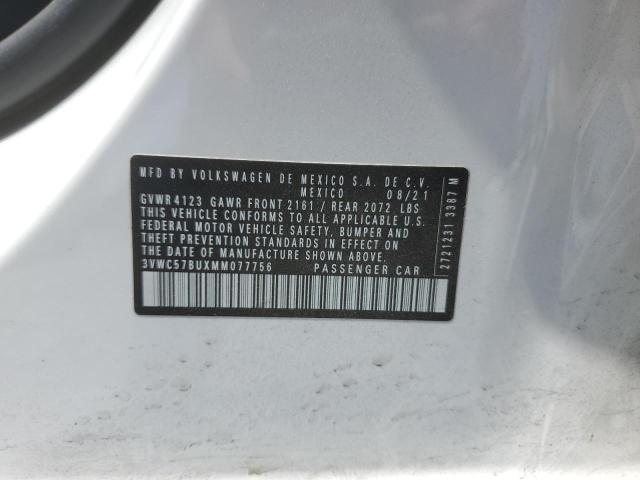 MFD BY VOLKSWAGEN DE MEXICO S.A. DE C.V.
MEXICO 08/21
GVWR 4123 GAWR FRONT 2161 / REAR 2072 LBS
THIS VEHICLE CONFORMS TO ALL APPLICABLE U.S.
FEDERAL MOTOR VEHICLE SAFETY, BUMPER AND
THEFT PREVENTION STANDARDS IN EFFECT ON
THE DATE OF MANUFACTURE SHOWN ABOVE.
3VWC57BUXMM077756 PASSENGER CAR
2721231 3387 M